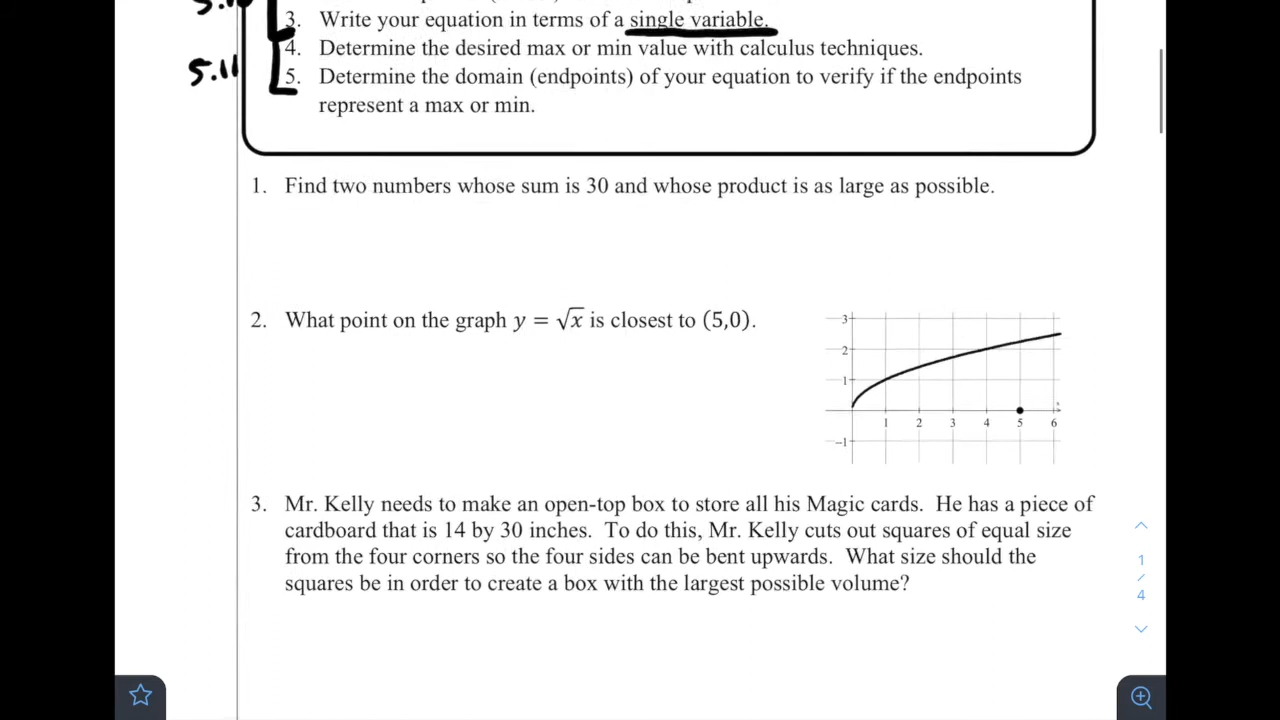 3. Write your equation in terms of a single variable.
4. Determine the desired max or min value with calculus techniques.
5.11
5. Determine the domain (endpoints) of your equation to verify if the endpoints
represent a max or min.
1. Find two numbers whose sum is 30 and whose product is as large as possible.
2. What point on the graph y = √x is closest to (5,0).
3
2
1
-1
1 2 3 4 5 6
x
3. Mr. Kelly needs to make an open-top box to store all his Magic cards. He has a piece of
cardboard that is 14 by 30 inches. To do this, Mr. Kelly cuts out squares of equal size
from the four corners so the four sides can be bent upwards. What size should the
squares be in order to create a box with the largest possible volume?
1
/
4